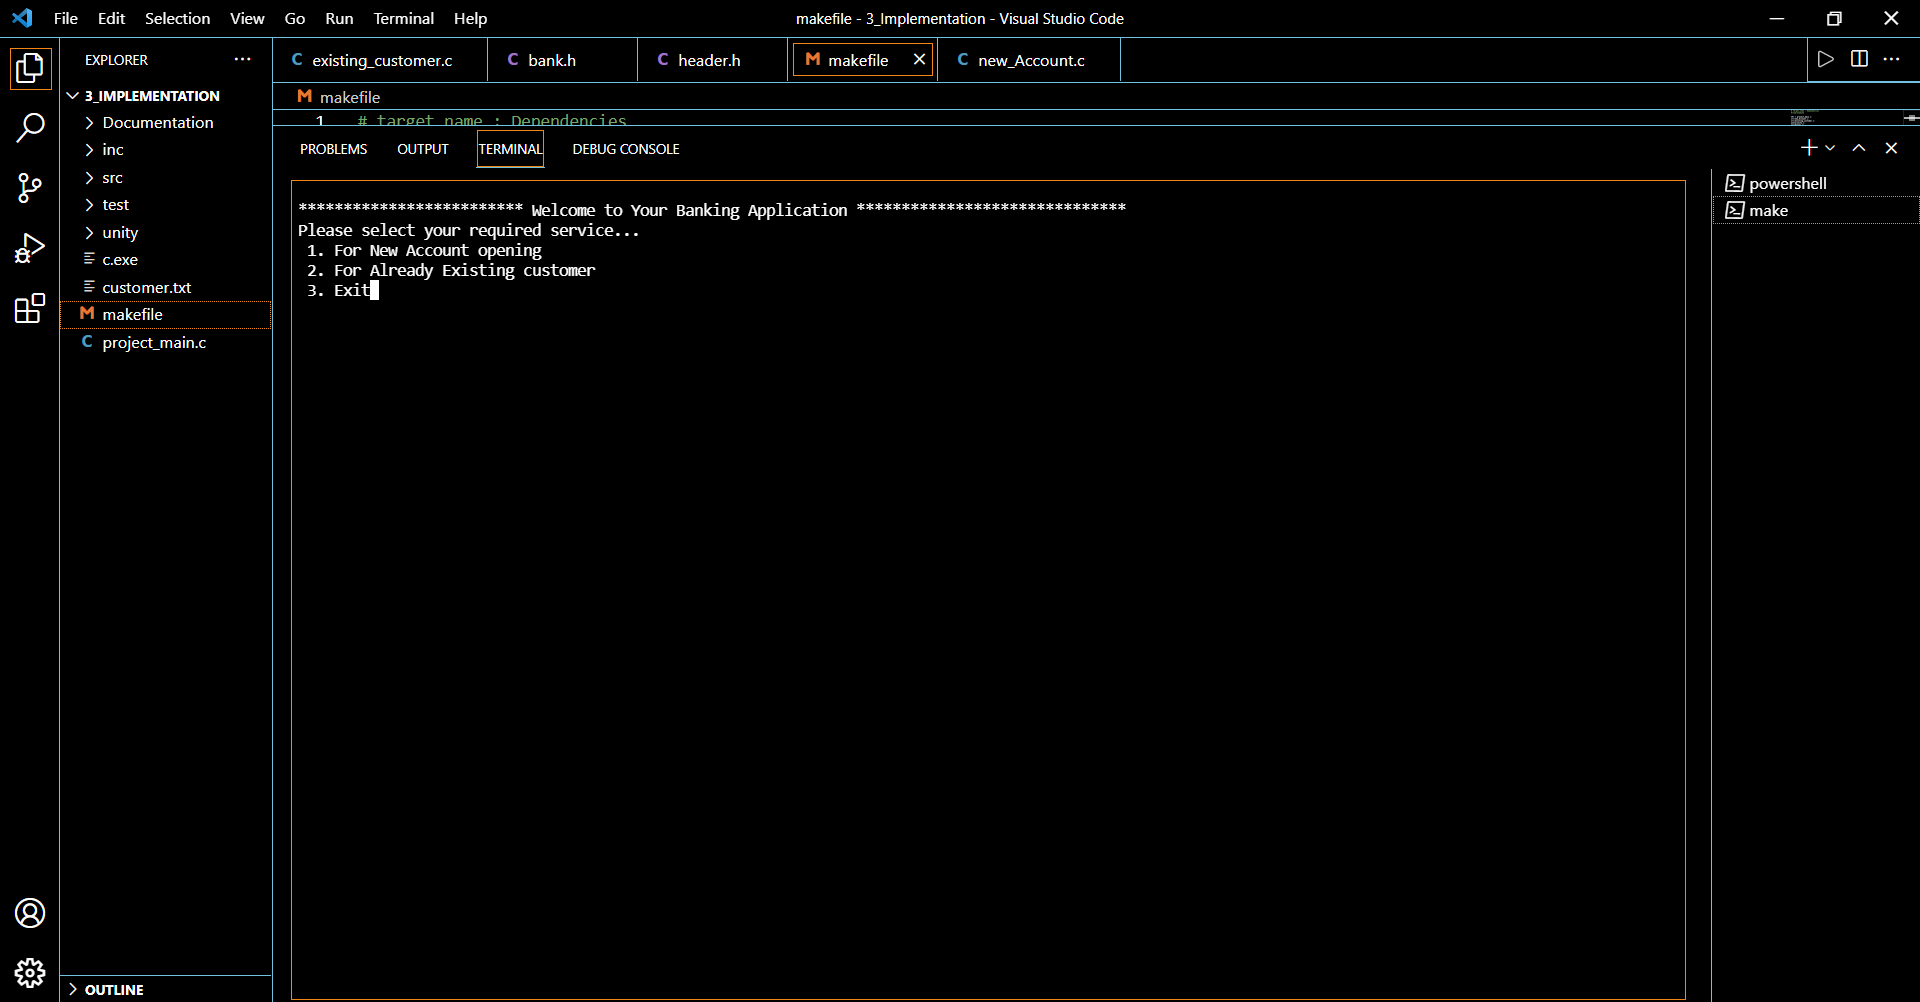 File Edit Selection View Go Run Terminal Help
makefile - 3_Implementation - Visual Studio Code
EXPLORER
3_IMPLEMENTATION
Documentation
inc
src
test
unity
c.exe
customer.txt
M makefile
C project_main.c
OUTLINE
C existing_customer.c
C bank.h
C header.h
M makefile
C new_Account.c
M makefile
1 # target name : Dependencies
PROBLEMS OUTPUT TERMINAL DEBUG CONSOLE
************************* Welcome to Your Banking Application ******************************
Please select your required service...
1. For New Account opening
2. For Already Existing customer
3. Exit
powershell
make